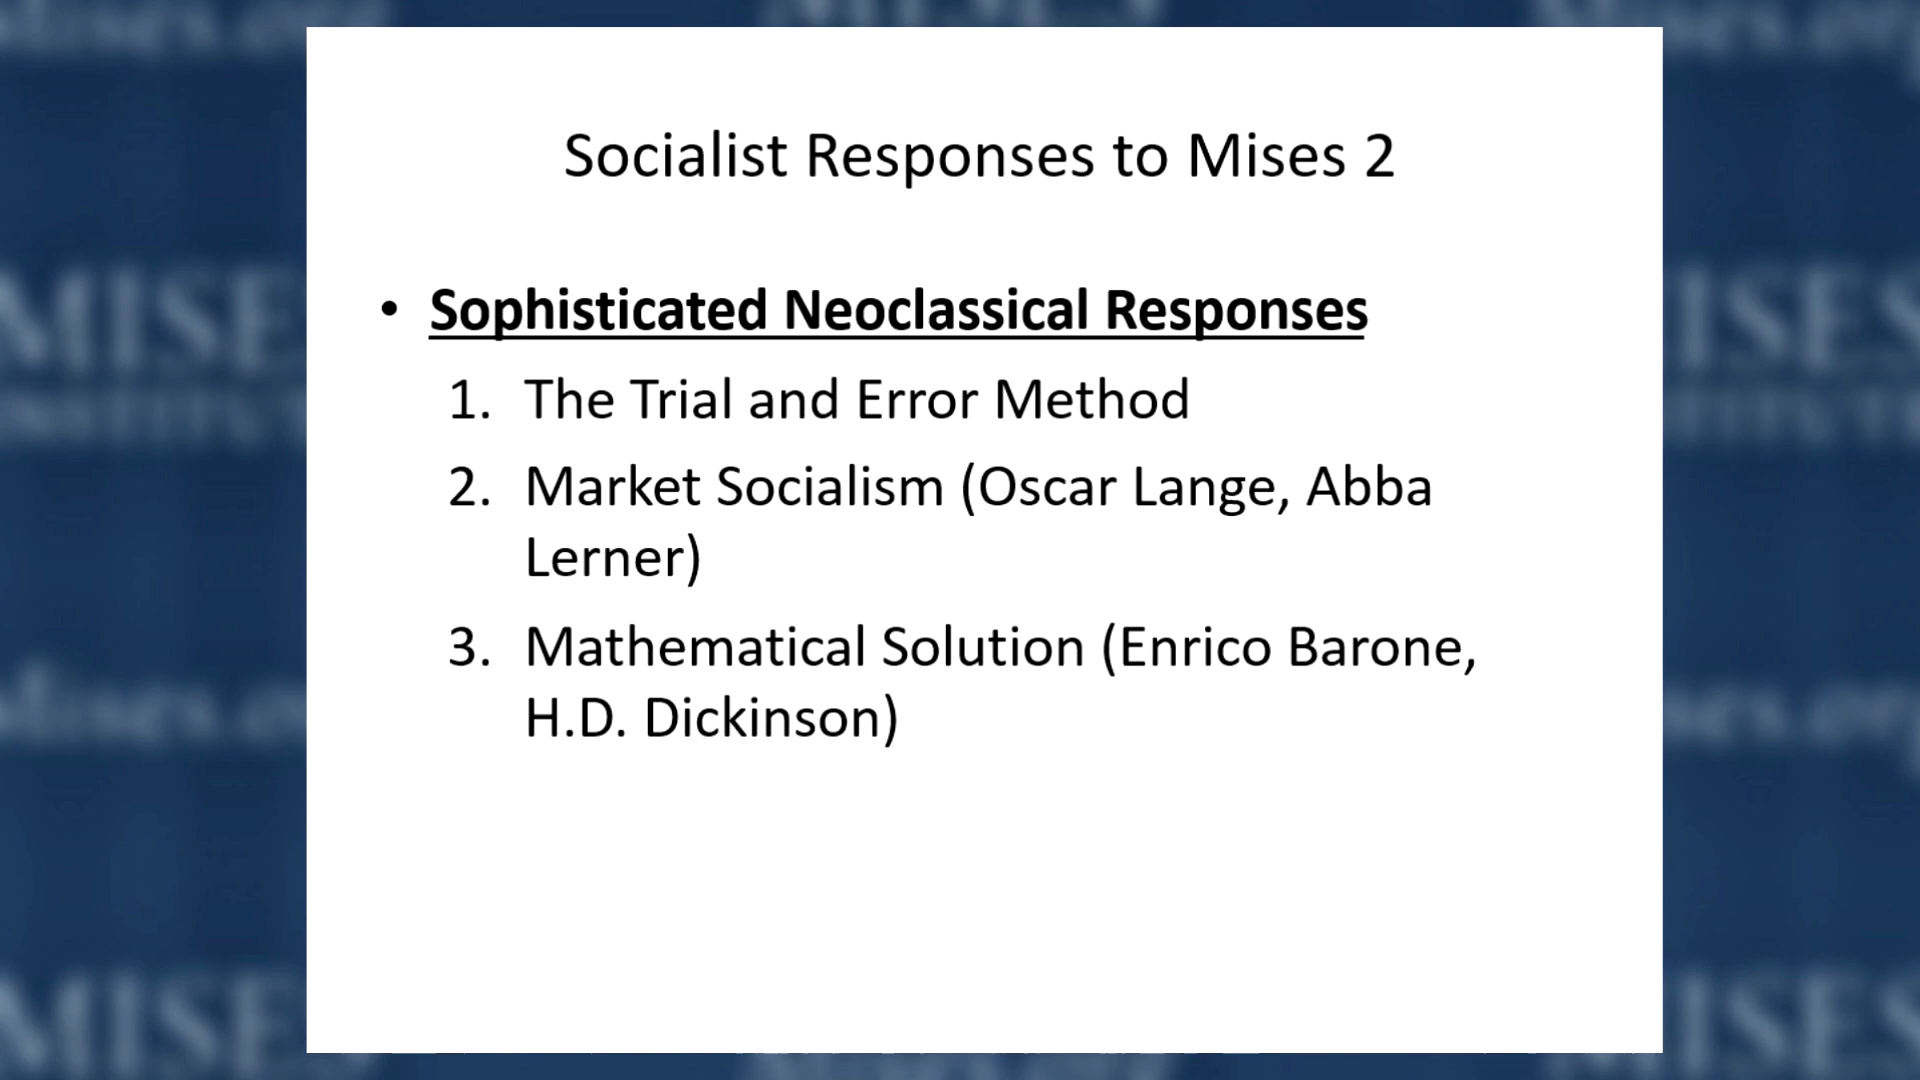 Socialist Responses to Mises 2
• Sophisticated Neoclassical Responses
1. The Trial and Error Method
2. Market Socialism (Oscar Lange, Abba
Lerner)
3. Mathematical Solution (Enrico Barone,
H.D. Dickinson)